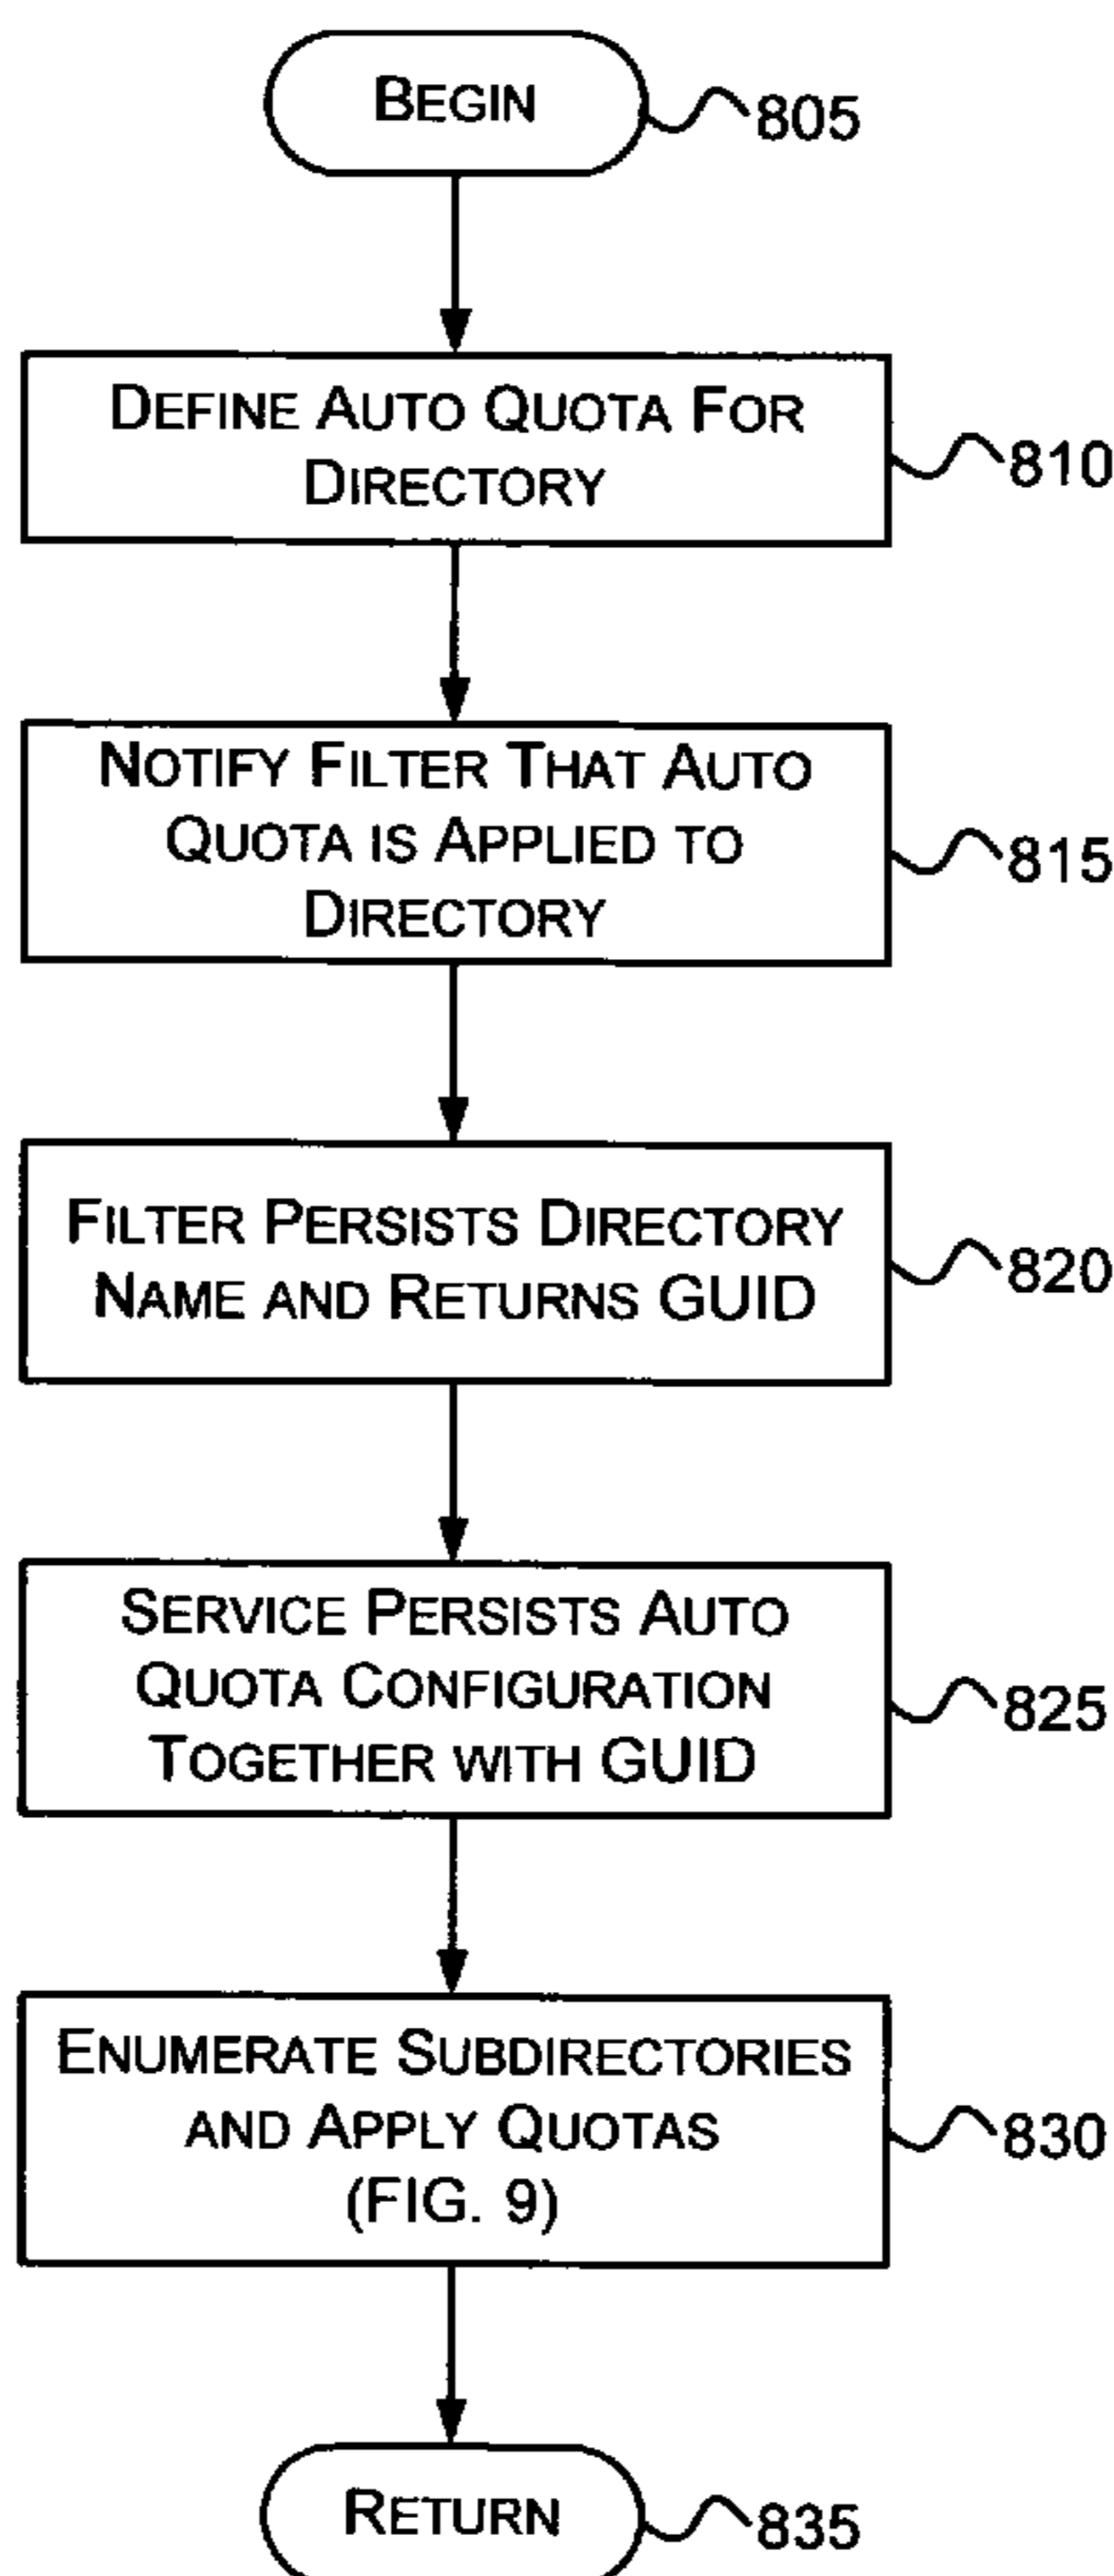 BEGIN
805
DEFINE AUTO QUOTA FOR
DIRECTORY
810
NOTIFY FILTER THAT AUTO
QUOTA IS APPLIED TO
DIRECTORY
815
FILTER PERSISTS DIRECTORY
NAME AND RETURNS GUID
820
SERVICE PERSISTS AUTO
QUOTA CONFIGURATION
TOGETHER WITH GUID
825
ENUMERATE SUBDIRECTORIES
AND APPLY QUOTAS
(FIG. 9)
830
RETURN
835